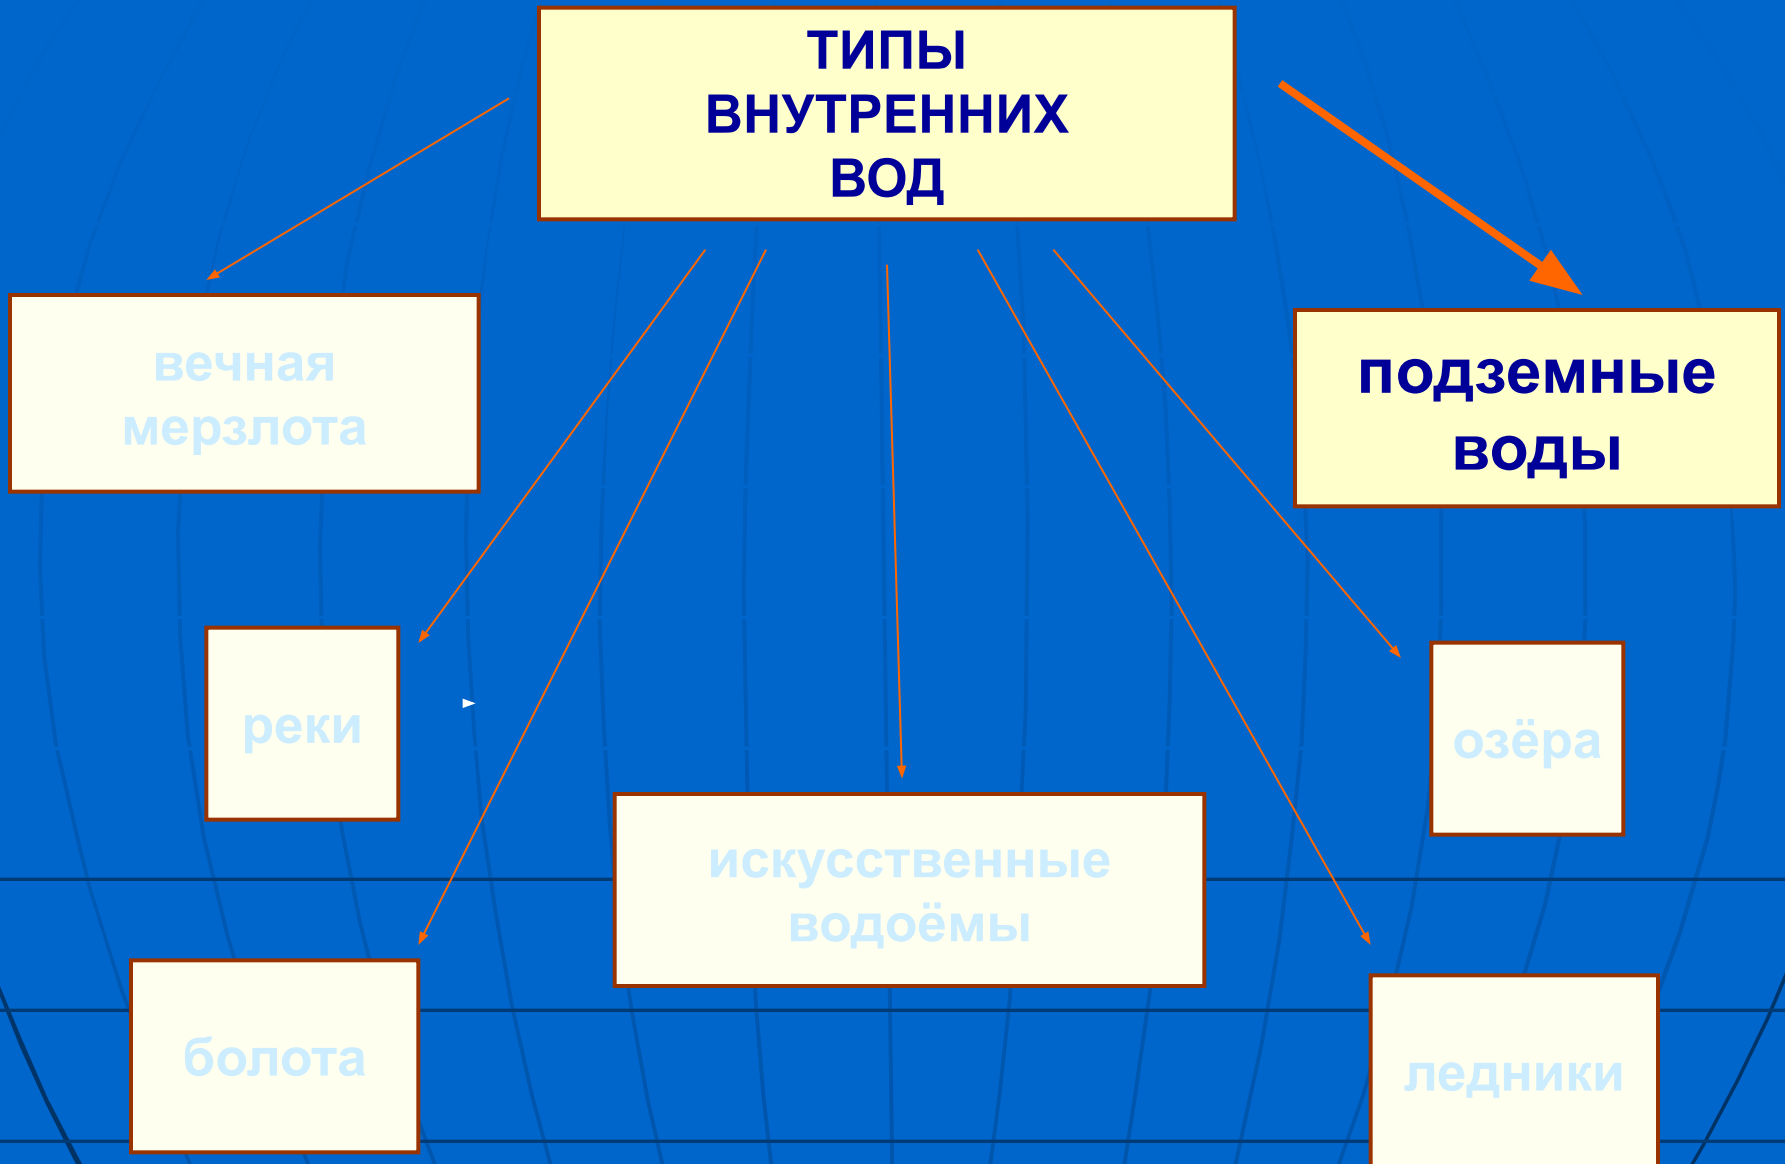 ТИПЫ
ВНУТРЕННИХ
ВОД
вечная
мерзлота
подземные
воды
реки
озёра
искусственные
водоёмы
болота
ледники